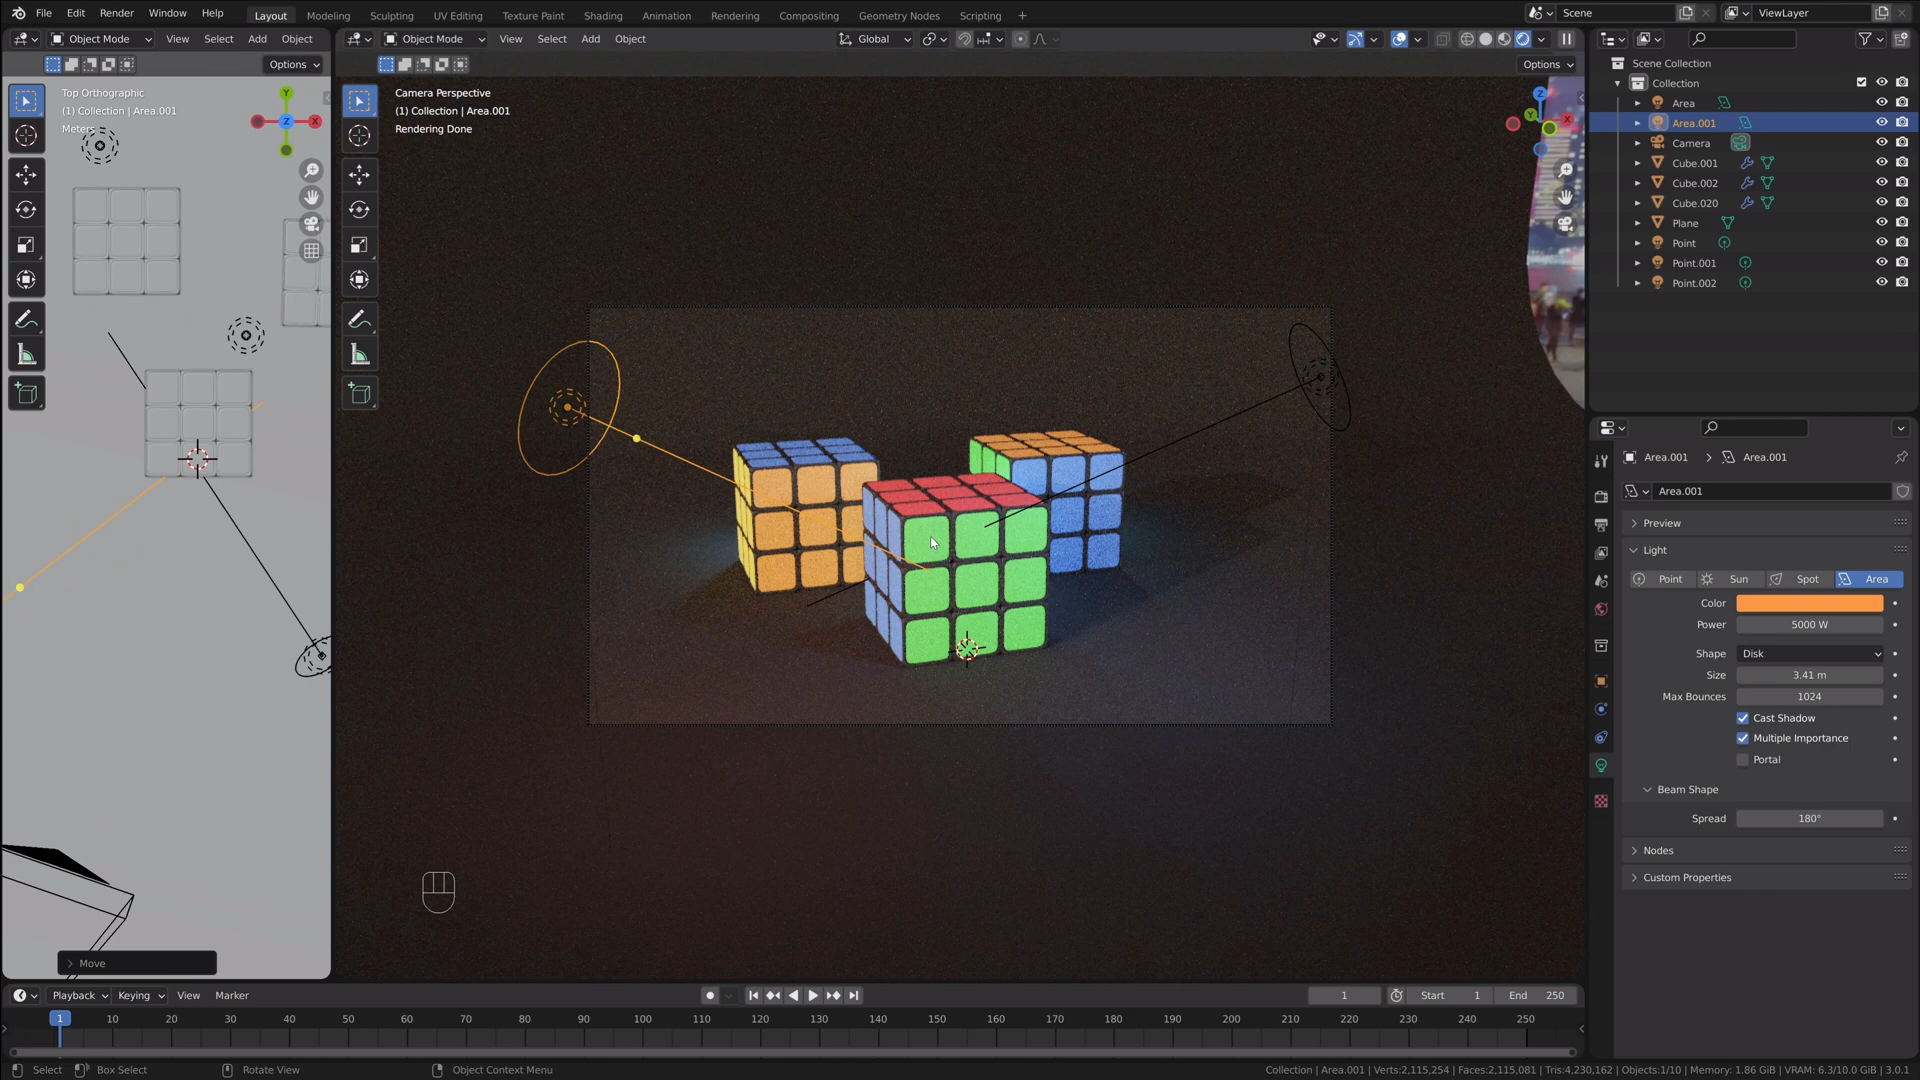 File Edit Render Window Help Layout Modeling Sculpting UV Editing Texture Paint Shading Animation Rendering Compositing Geometry Nodes Scripting + Scene ViewLayer
Object Mode View Select Add Object
Object Mode View Select Add Object Global
Options
Options
Top Orthographic
(1) Collection | Area.001
Meters
Y
X
Z
Camera Perspective
(1) Collection | Area.001
Rendering Done
Z
Y
X
Move
Scene Collection
Collection
Area
Area.001
Camera
Cube.001
Cube.002
Cube.020
Plane
Point
Point.001
Point.002
Area.001 > Area.001
Area.001
Preview
Light
Point Sun Spot Area
Color
Power 5000 W
Shape Disk
Size 3.41 m
Max Bounces 1024
Cast Shadow
Multiple Importance
Portal
Beam Shape
Spread 180°
Nodes
Custom Properties
Playback Keying View Marker 1 Start 1 End 250
1 10 20 30 40 50 60 70 80 90 100 110 120 130 140 150 160 170 180 190 200 210 220 230 240 250
Select Box Select Rotate View Object Context Menu Collection | Area.001 | Verts:2,115,254 | Faces:2,115,081 | Tris:4,230,162 | Objects:1/10 | Memory: 1.86 GiB | VRAM: 6.3/10.0 GiB | 3.0.1